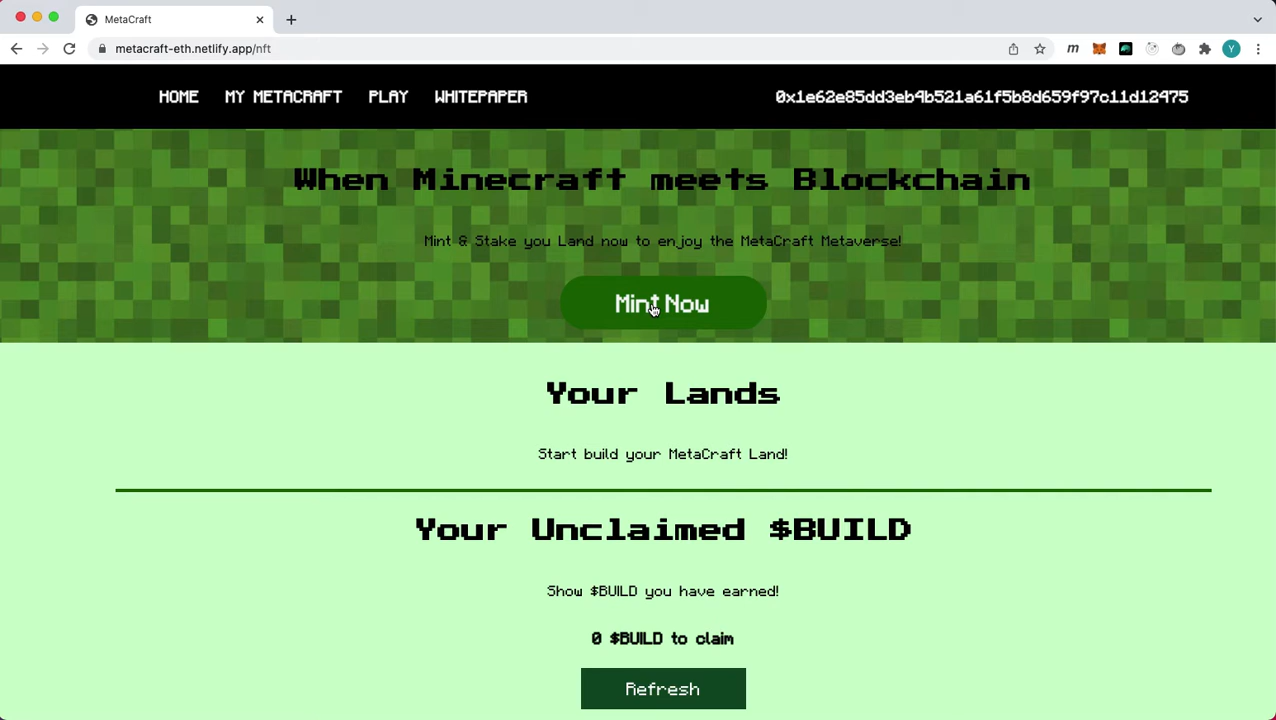 MetaCraft
metacraft-eth.netlify.app/nft
m
Y
HOME MY METACRAFT PLAY WHITEPAPER 0x1e62e85dd3eb4b521a61f5b8d659f97c11d12475
When Minecraft meets Blockchain
Mint & Stake you Land now to enjoy the MetaCraft Metaverse!
Mint Now
Your Lands
Start build your MetaCraft Land!
Your Unclaimed $BUILD
Show $BUILD you have earned!
0 $BUILD to claim
Refresh